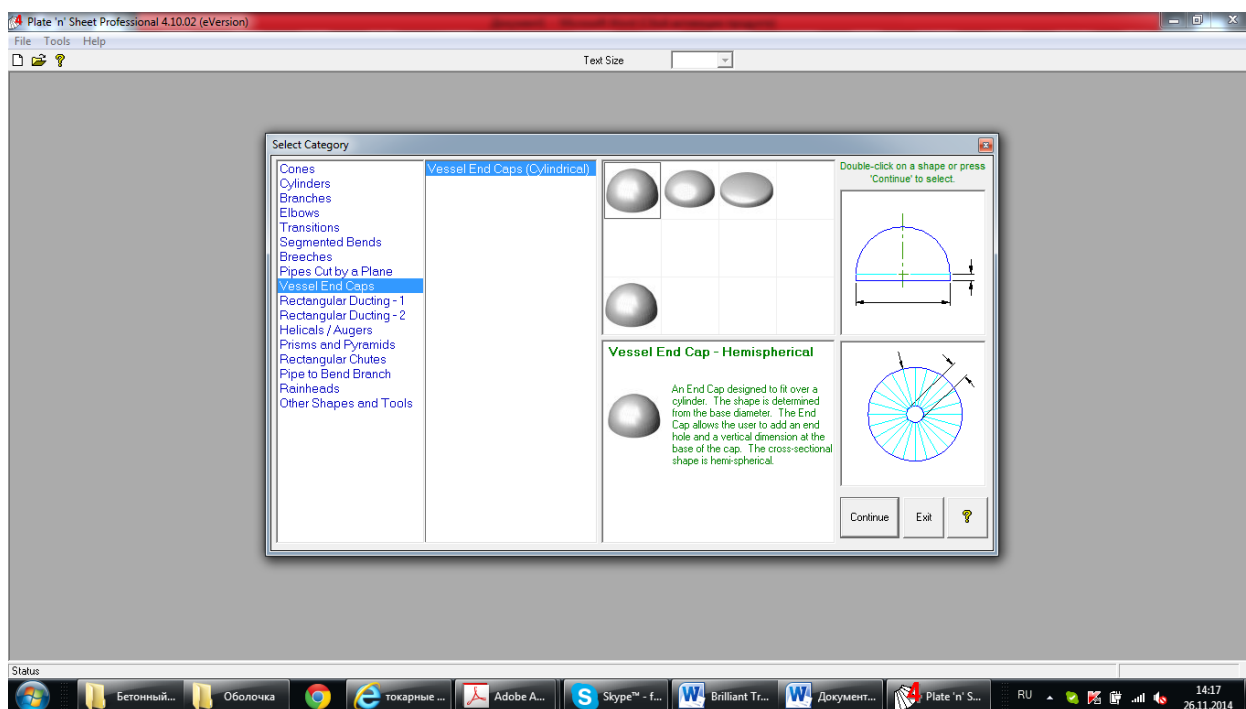 Plate 'n' Sheet Professional 4.10.02 (eVersion)
File Tools Help
Text Size
Select Category
Cones
Cylinders
Branches
Elbows
Transitions
Segmented Bends
Breeches
Pipes Cut by a Plane
Vessel End Caps
Rectangular Ducting - 1
Rectangular Ducting - 2
Helicals / Augers
Prisms and Pyramids
Rectangular Chutes
Pipe to Bend Branch
Rainheads
Other Shapes and Tools
Vessel End Caps (Cylindrical)
Double-click on a shape or press
'Continue' to select.
Vessel End Cap - Hemispherical
An End Cap designed to fit over a
cylinder. The shape is determined
from the base diameter. The End
Cap allows the user to add an end
hole and a vertical dimension at the
base of the cap. The cross-sectional
shape is hemi-spherical.
Continue Exit ?
Status
Бетонный... Оболочка токарные ... Adobe A... Skype™ - f... Brilliant Tr... Документ... Plate 'n' S... RU 14:17
26.11.2014